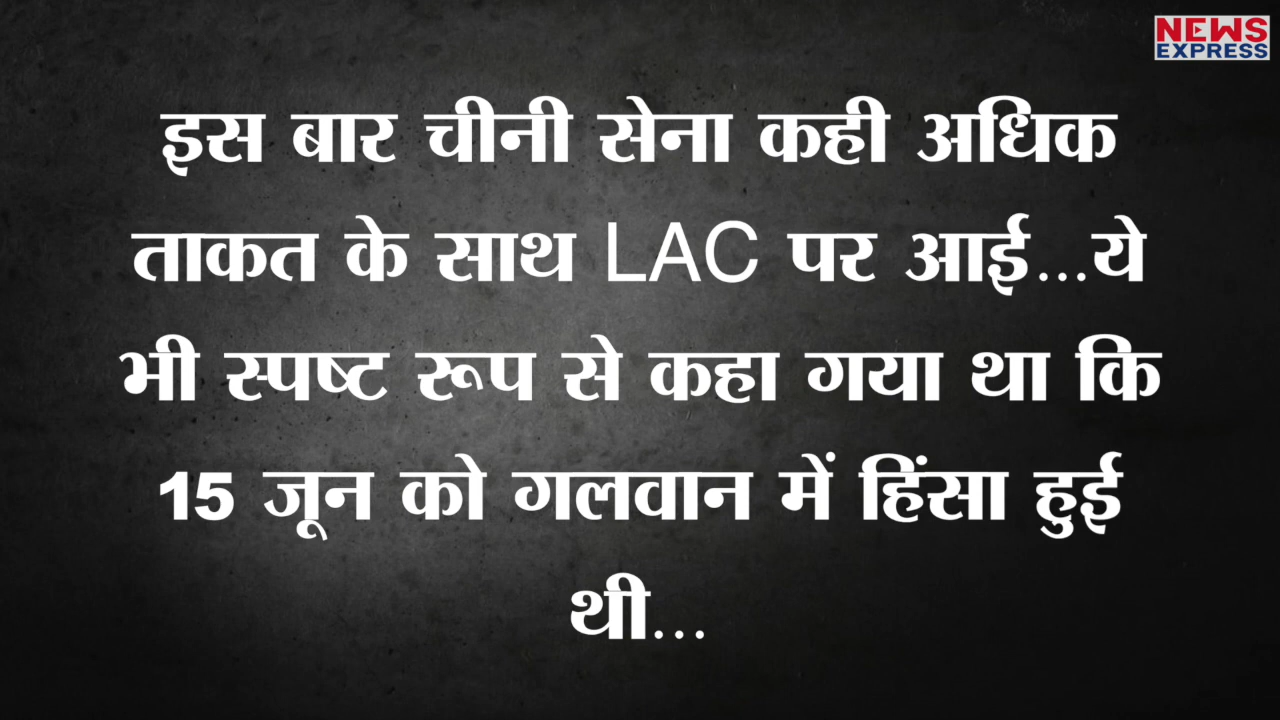 NEWS
EXPRESS
इस बार चीनी सेना कही अधिक
ताकत के साथ LAC पर आई...ये
भी स्पष्ट रूप से कहा गया था कि
15 जून को गलवान में हिंसा हुई
थी...